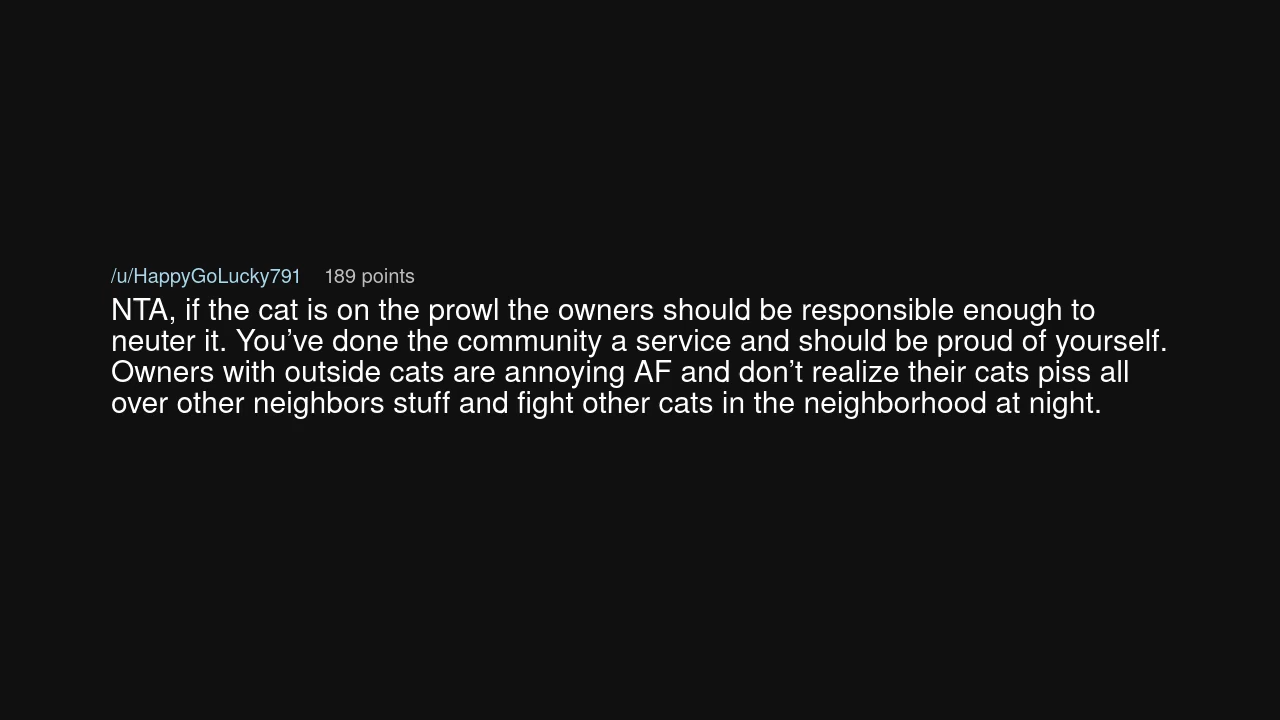 /u/HappyGoLucky791 189 points
NTA, if the cat is on the prowl the owners should be responsible enough to
neuter it. You’ve done the community a service and should be proud of yourself.
Owners with outside cats are annoying AF and don’t realize their cats piss all
over other neighbors stuff and fight other cats in the neighborhood at night.